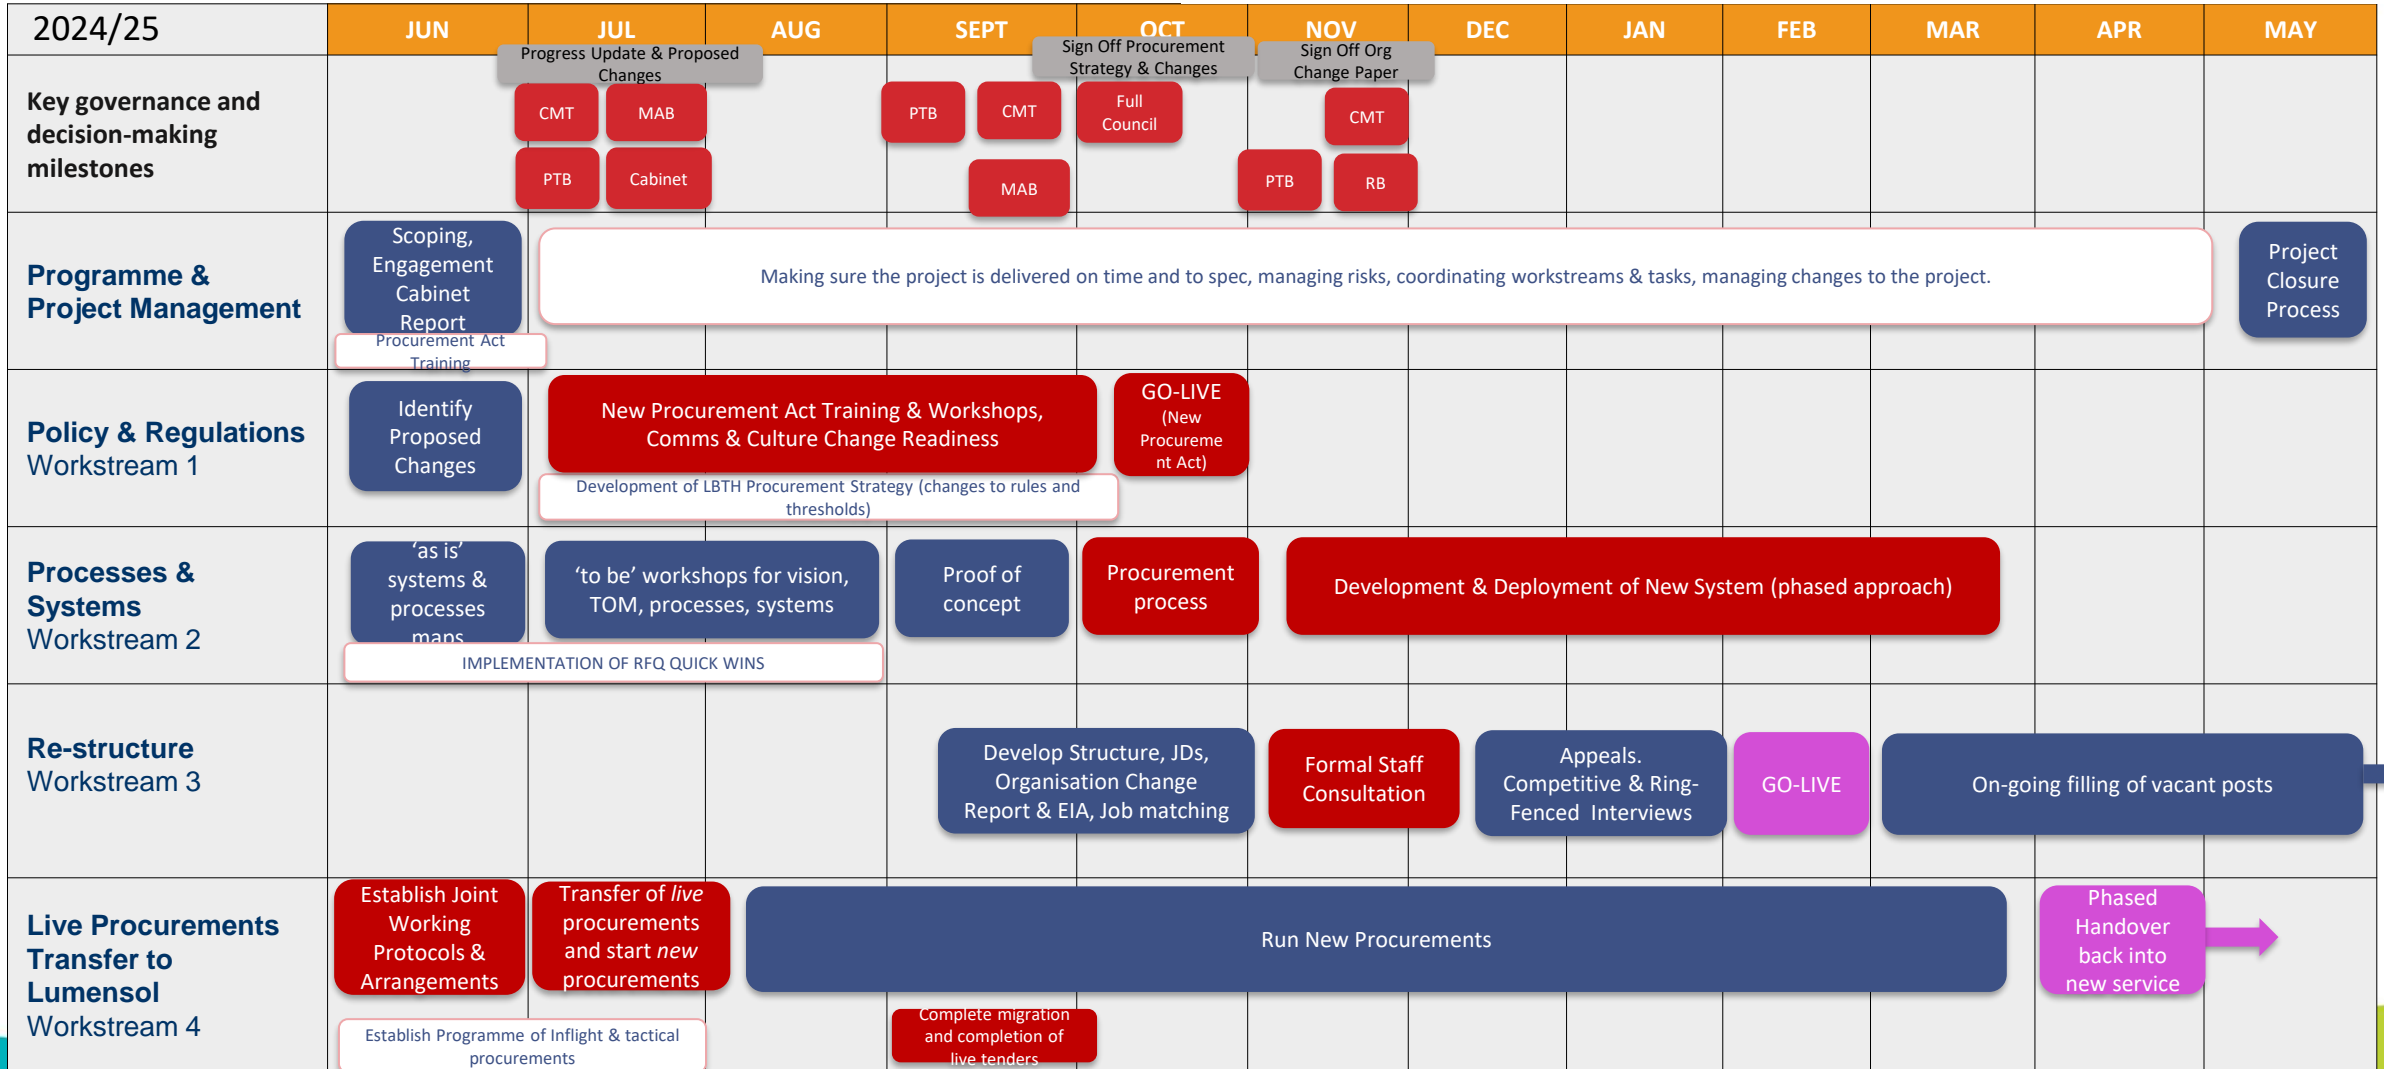 2024/25
JUN
JUL
AUG
SEPT
OCT
NOV
DEC
JAN
FEB
MAR
APR
MAY
Progress Update & Proposed
Changes
Sign Off Procurement
Strategy & Changes
Sign Off Org
Change Paper
Key governance and
decision-making
milestones
CMT
MAB
PTB
Cabinet
PTB
CMT
MAB
Full
Council
CMT
PTB
RB
Programme &
Project Management
Scoping,
Engagement
Cabinet
Report
Procurement Act
Training
Making sure the project is delivered on time and to spec, managing risks, coordinating workstreams & tasks, managing changes to the project.
Project
Closure
Process
Policy & Regulations
Workstream 1
Identify
Proposed
Changes
New Procurement Act Training & Workshops,
Comms & Culture Change Readiness
Development of LBTH Procurement Strategy (changes to rules and
thresholds)
GO-LIVE
(New
Procureme
nt Act)
Processes &
Systems
Workstream 2
‘as is’
systems &
processes
maps
‘to be’ workshops for vision,
TOM, processes, systems
IMPLEMENTATION OF RFQ QUICK WINS
Proof of
concept
Procurement
process
Development & Deployment of New System (phased approach)
Re-structure
Workstream 3
Develop Structure, JDs,
Organisation Change
Report & EIA, Job matching
Formal Staff
Consultation
Appeals.
Competitive & Ring-
Fenced Interviews
GO-LIVE
On-going filling of vacant posts
Live Procurements
Transfer to
Lumensol
Workstream 4
Establish Joint
Working
Protocols &
Arrangements
Transfer of live
procurements
and start new
procurements
Establish Programme of Inflight & tactical
procurements
Run New Procurements
Complete migration
and completion of
live tenders
Phased
Handover
back into
new service